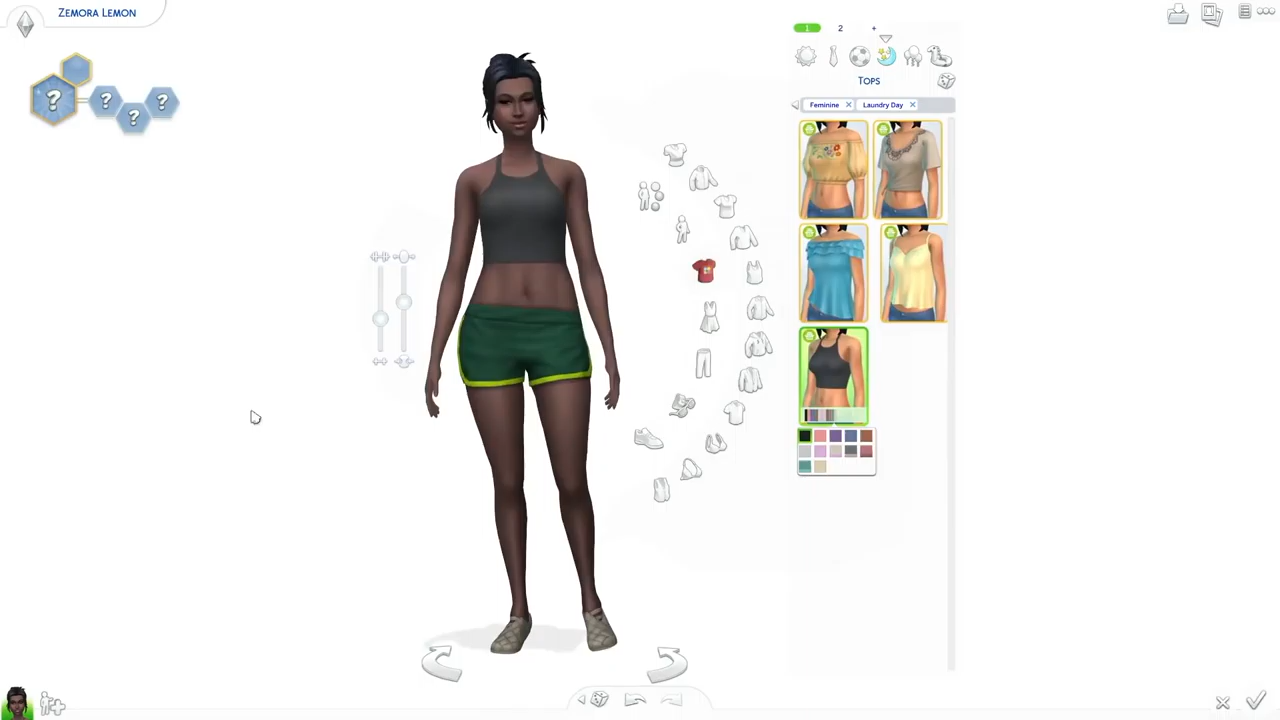 ZEMORA LEMON
1 2 +
TOPS
Feminine × Laundry Day ×
? ? ? ?